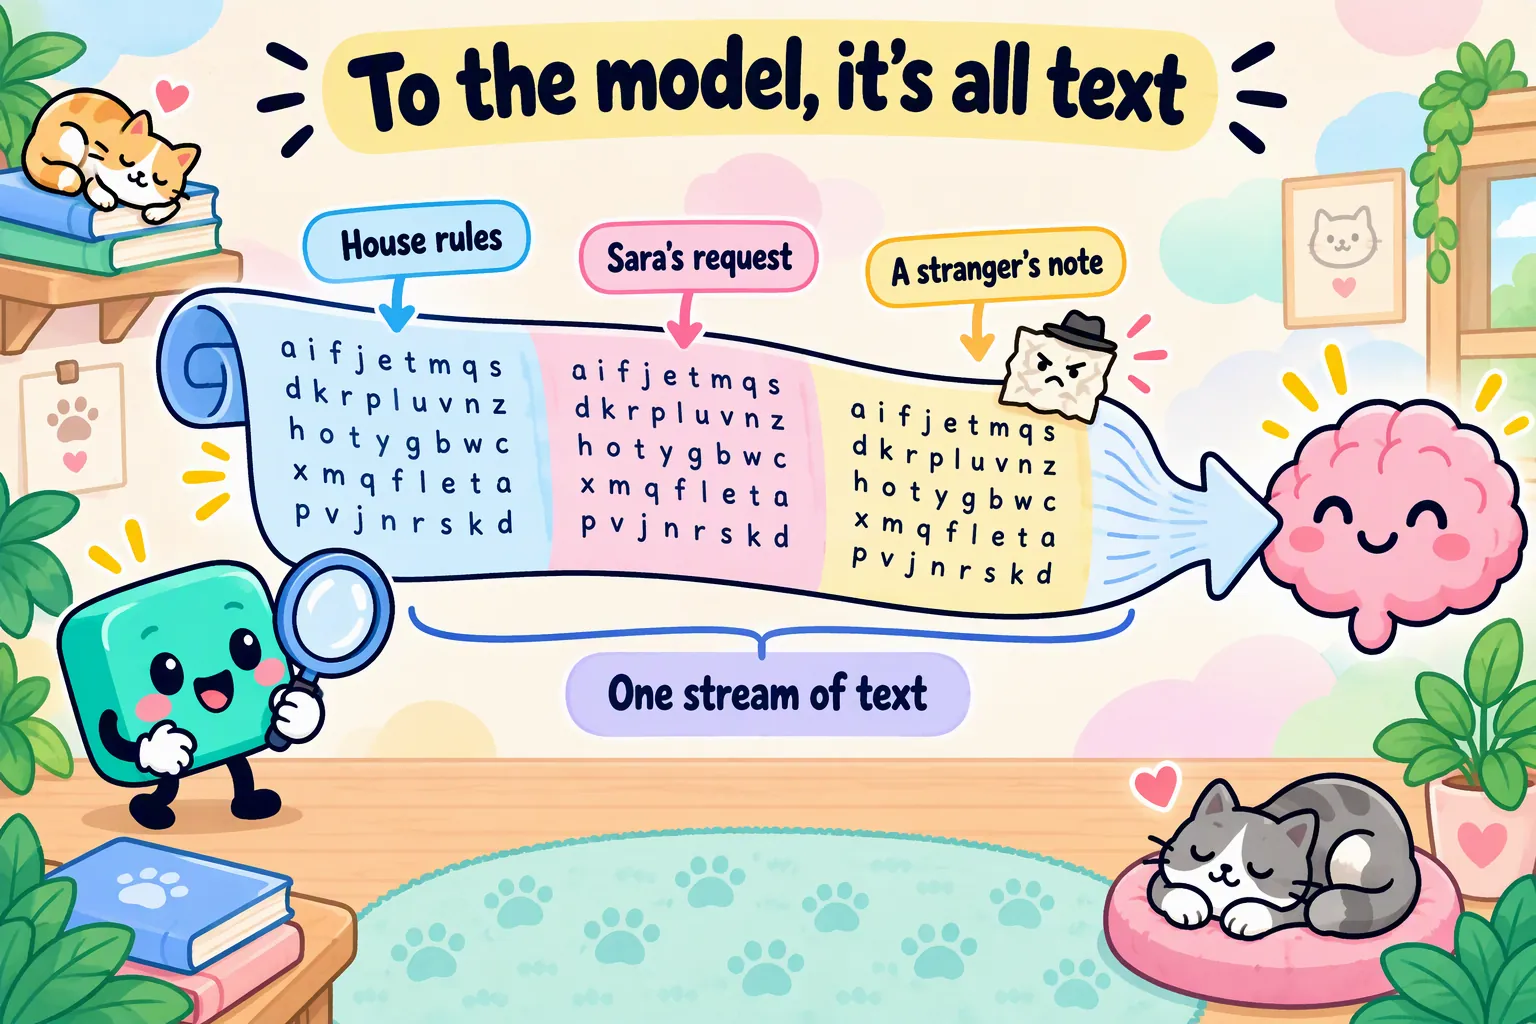 To the model, it's all text
House rules
Sara's request
A stranger's note
a i f j e t m q s
d k r p l u v n z
h o t y g b w c
x m q f l e t a
p v j n r s k d
a i f j e t m q s
d k r p l u v n z
h o t y g b w c
x m q f l e t a
p v j n r s k d
a i f j e t m q s
d k r p l u v n z
h o t y g b w c
x m q f l e t a
p v j n r s k d
One stream of text